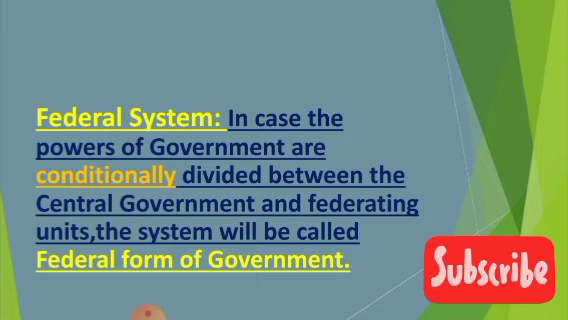 Federal System: In case the
powers of Government are
conditionally divided between the
Central Government and federating
units,the system will be called
Federal form of Government.
Subscribe